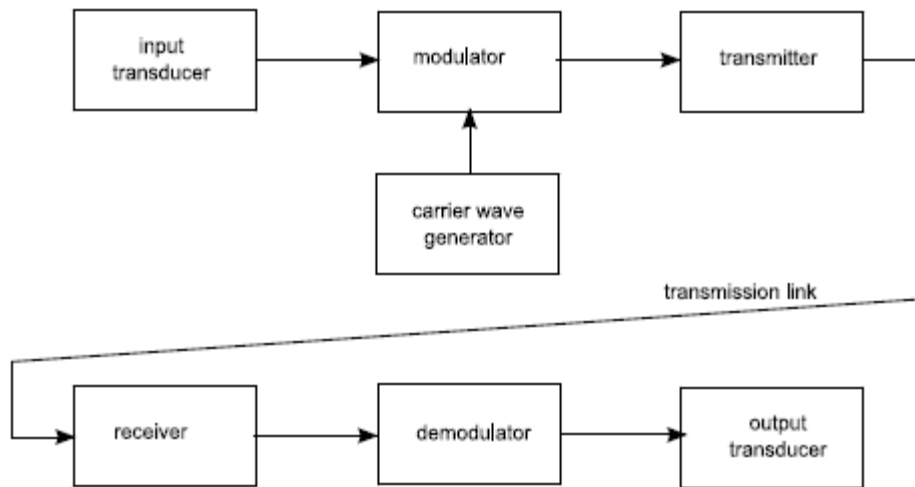 input
transducer
modulator
transmitter
carrier wave
generator
transmission link
receiver
demodulator
output
transducer